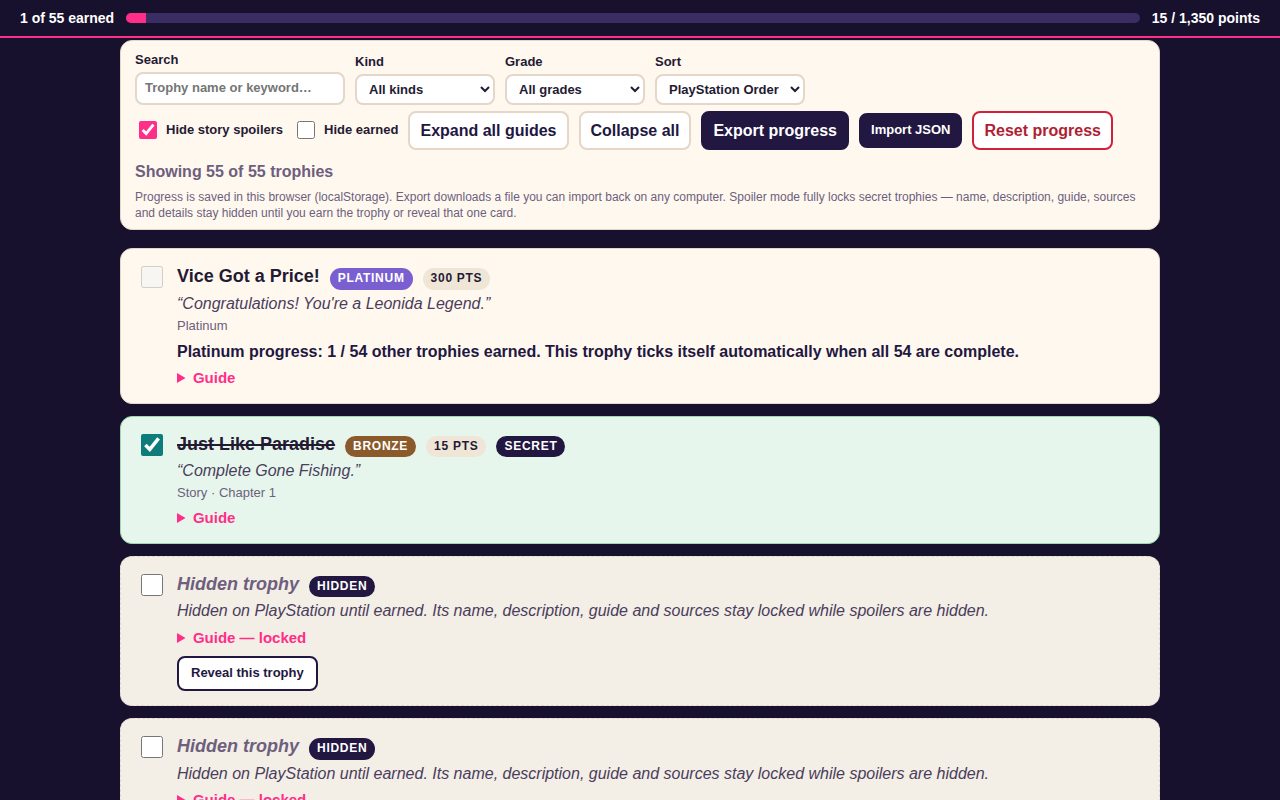 1 of 55 earned
15 / 1,350 points
Search
Kind
Grade
Sort
Trophy name or keyword…
All kinds
All grades
PlayStation Order
Hide story spoilers
Hide earned
Expand all guides
Collapse all
Export progress
Import JSON
Reset progress
Showing 55 of 55 trophies
Progress is saved in this browser (localStorage). Export downloads a file you can import back on any computer. Spoiler mode fully locks secret trophies — name, description, guide, sources
and details stay hidden until you earn the trophy or reveal that one card.
Vice Got a Price! PLATINUM 300 PTS
“Congratulations! You're a Leonida Legend.”
Platinum
Platinum progress: 1 / 54 other trophies earned. This trophy ticks itself automatically when all 54 are complete.
Guide
Just Like Paradise BRONZE 15 PTS SECRET
“Complete Gone Fishing.”
Story · Chapter 1
Guide
Hidden trophy HIDDEN
Hidden on PlayStation until earned. Its name, description, guide and sources stay locked while spoilers are hidden.
Guide — locked
Reveal this trophy
Hidden trophy HIDDEN
Hidden on PlayStation until earned. Its name, description, guide and sources stay locked while spoilers are hidden.
Guide — locked